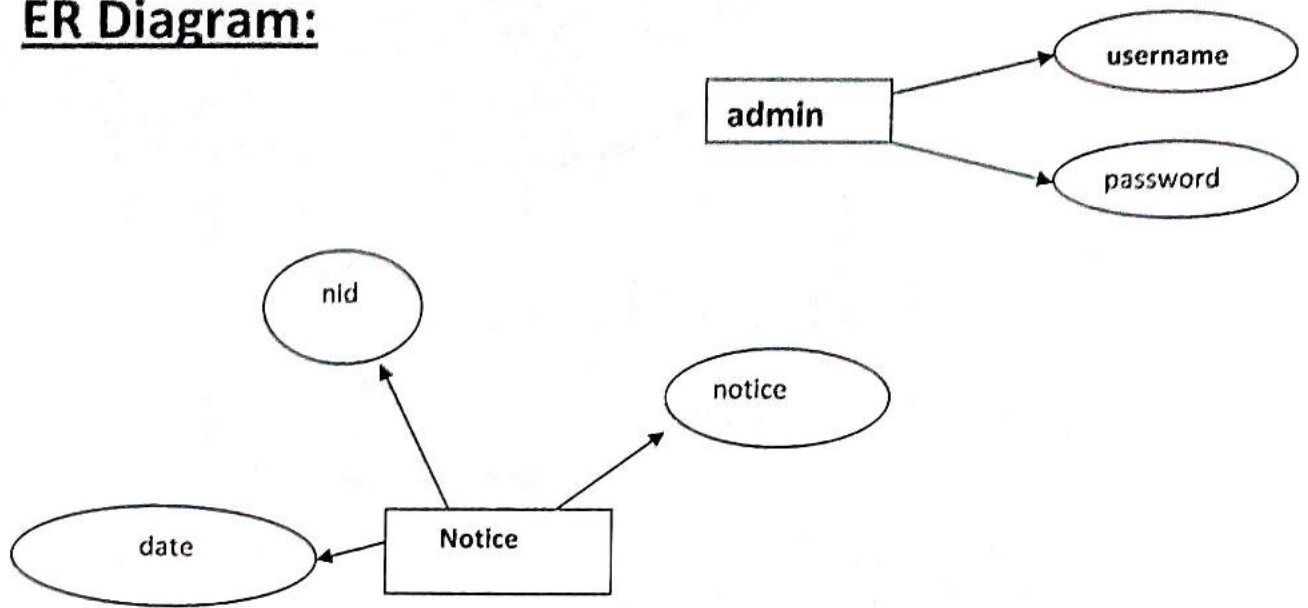 ER Diagram:
username
admin
password
nid
notice
Notice
date